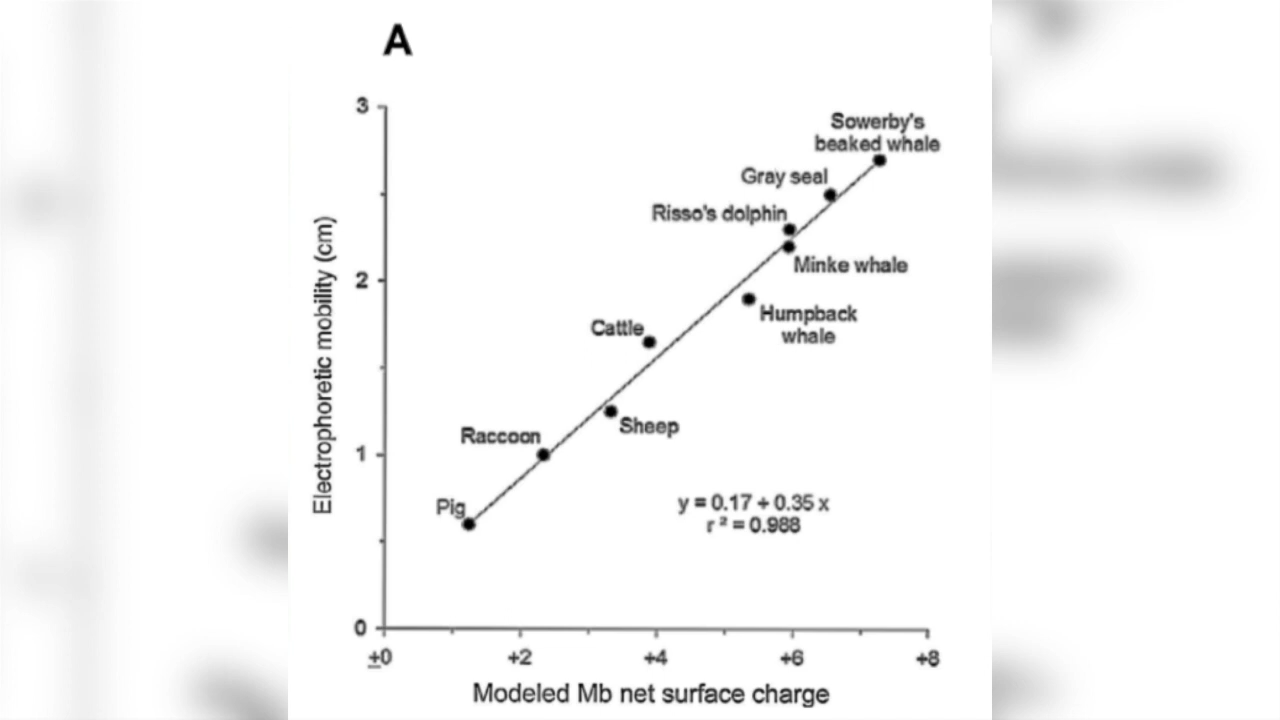 A
3
Sowerby's
beaked whale
Gray seal
Risso's dolphin
Minke whale
2
Humpback
whale
Cattle
Sheep
Raccoon
1
Pig
y = 0.17 + 0.35 x
r ² = 0.988
0
±0 +2 +4 +6 +8
Electrophoretic mobility (cm)
Modeled Mb net surface charge